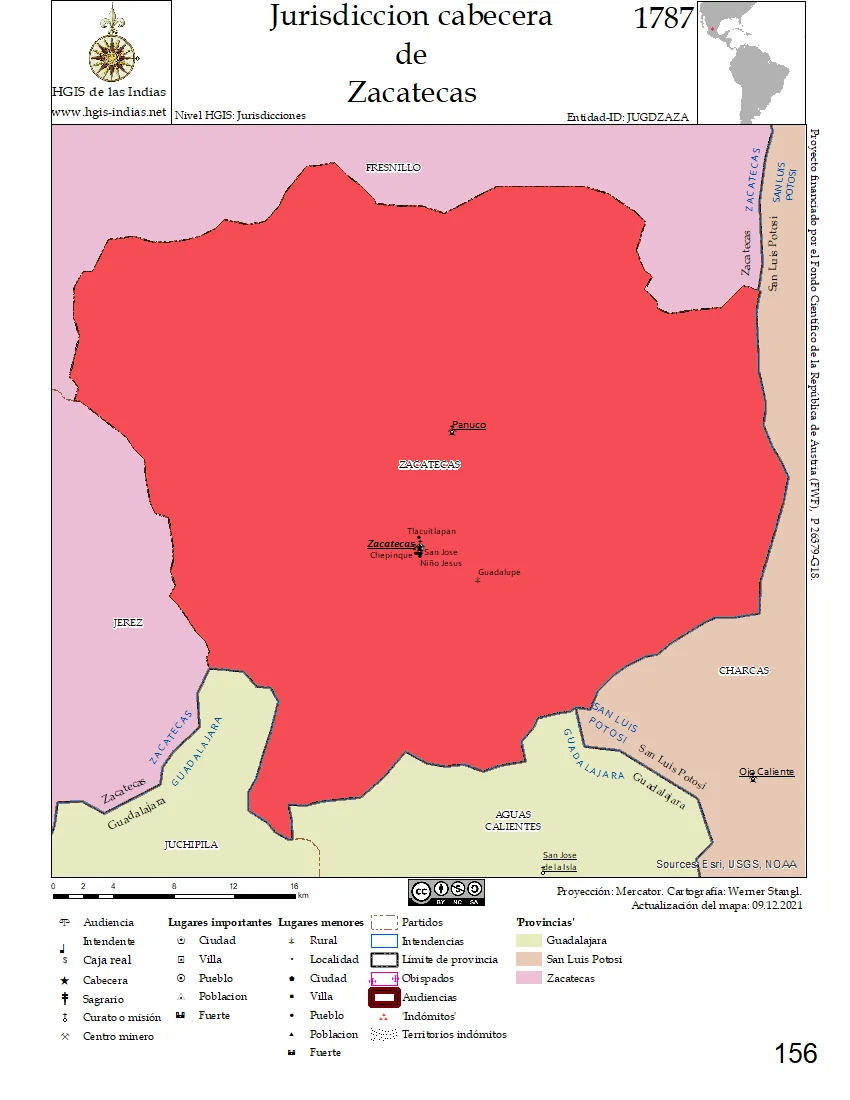 Jurisdiccion cabecera
de
Zacatecas
1787
HGIS de las Indias
www.hgis-indias.net
Nivel HGIS: Jurisdicciones
Entidad-ID: JUGDZAZA
FRESNILLO
ZACATECAS
SAN LUIS
POTOSI
Zacatecas
San Luis Potosí
Proyecto financiado por el Fondo Científico de la República de Austria (FWF), P 26379-G18.
Panuco
ZACATECAS
Tlacuitlapan
Zacatecas
San Jose
Chepinque
Niño Jesus
Guadalupe
JEREZ
CHARCAS
ZACATECAS
GUADALAJARA
Zacatecas
Guadalajara
SAN LUIS
POTOSI
GUADALAJARA
San Luis Potosí
Guadalajara
Ojo Caliente
AGUAS
CALIENTES
JUCHIPILA
San Jose
de la Isla
Sources: Esri, USGS, NOAA
0 2 4 8 12 16
km
CC BY NC SA
Proyección: Mercator. Cartografía: Werner Stangl.
Actualización del mapa: 09.12.2021
Audiencia
Intendente
Caja real
Cabecera
Sagrario
Curato o misión
Centro minero
Lugares importantes
Ciudad
Villa
Pueblo
Poblacion
Fuerte
Lugares menores
Rural
Localidad
Ciudad
Villa
Pueblo
Poblacion
Fuerte
Partidos
Intendencias
Límite de provincia
Obispados
Audiencias
'Indómitos'
Territorios indómitos
'Provincias'
Guadalajara
San Luis Potosí
Zacatecas
156